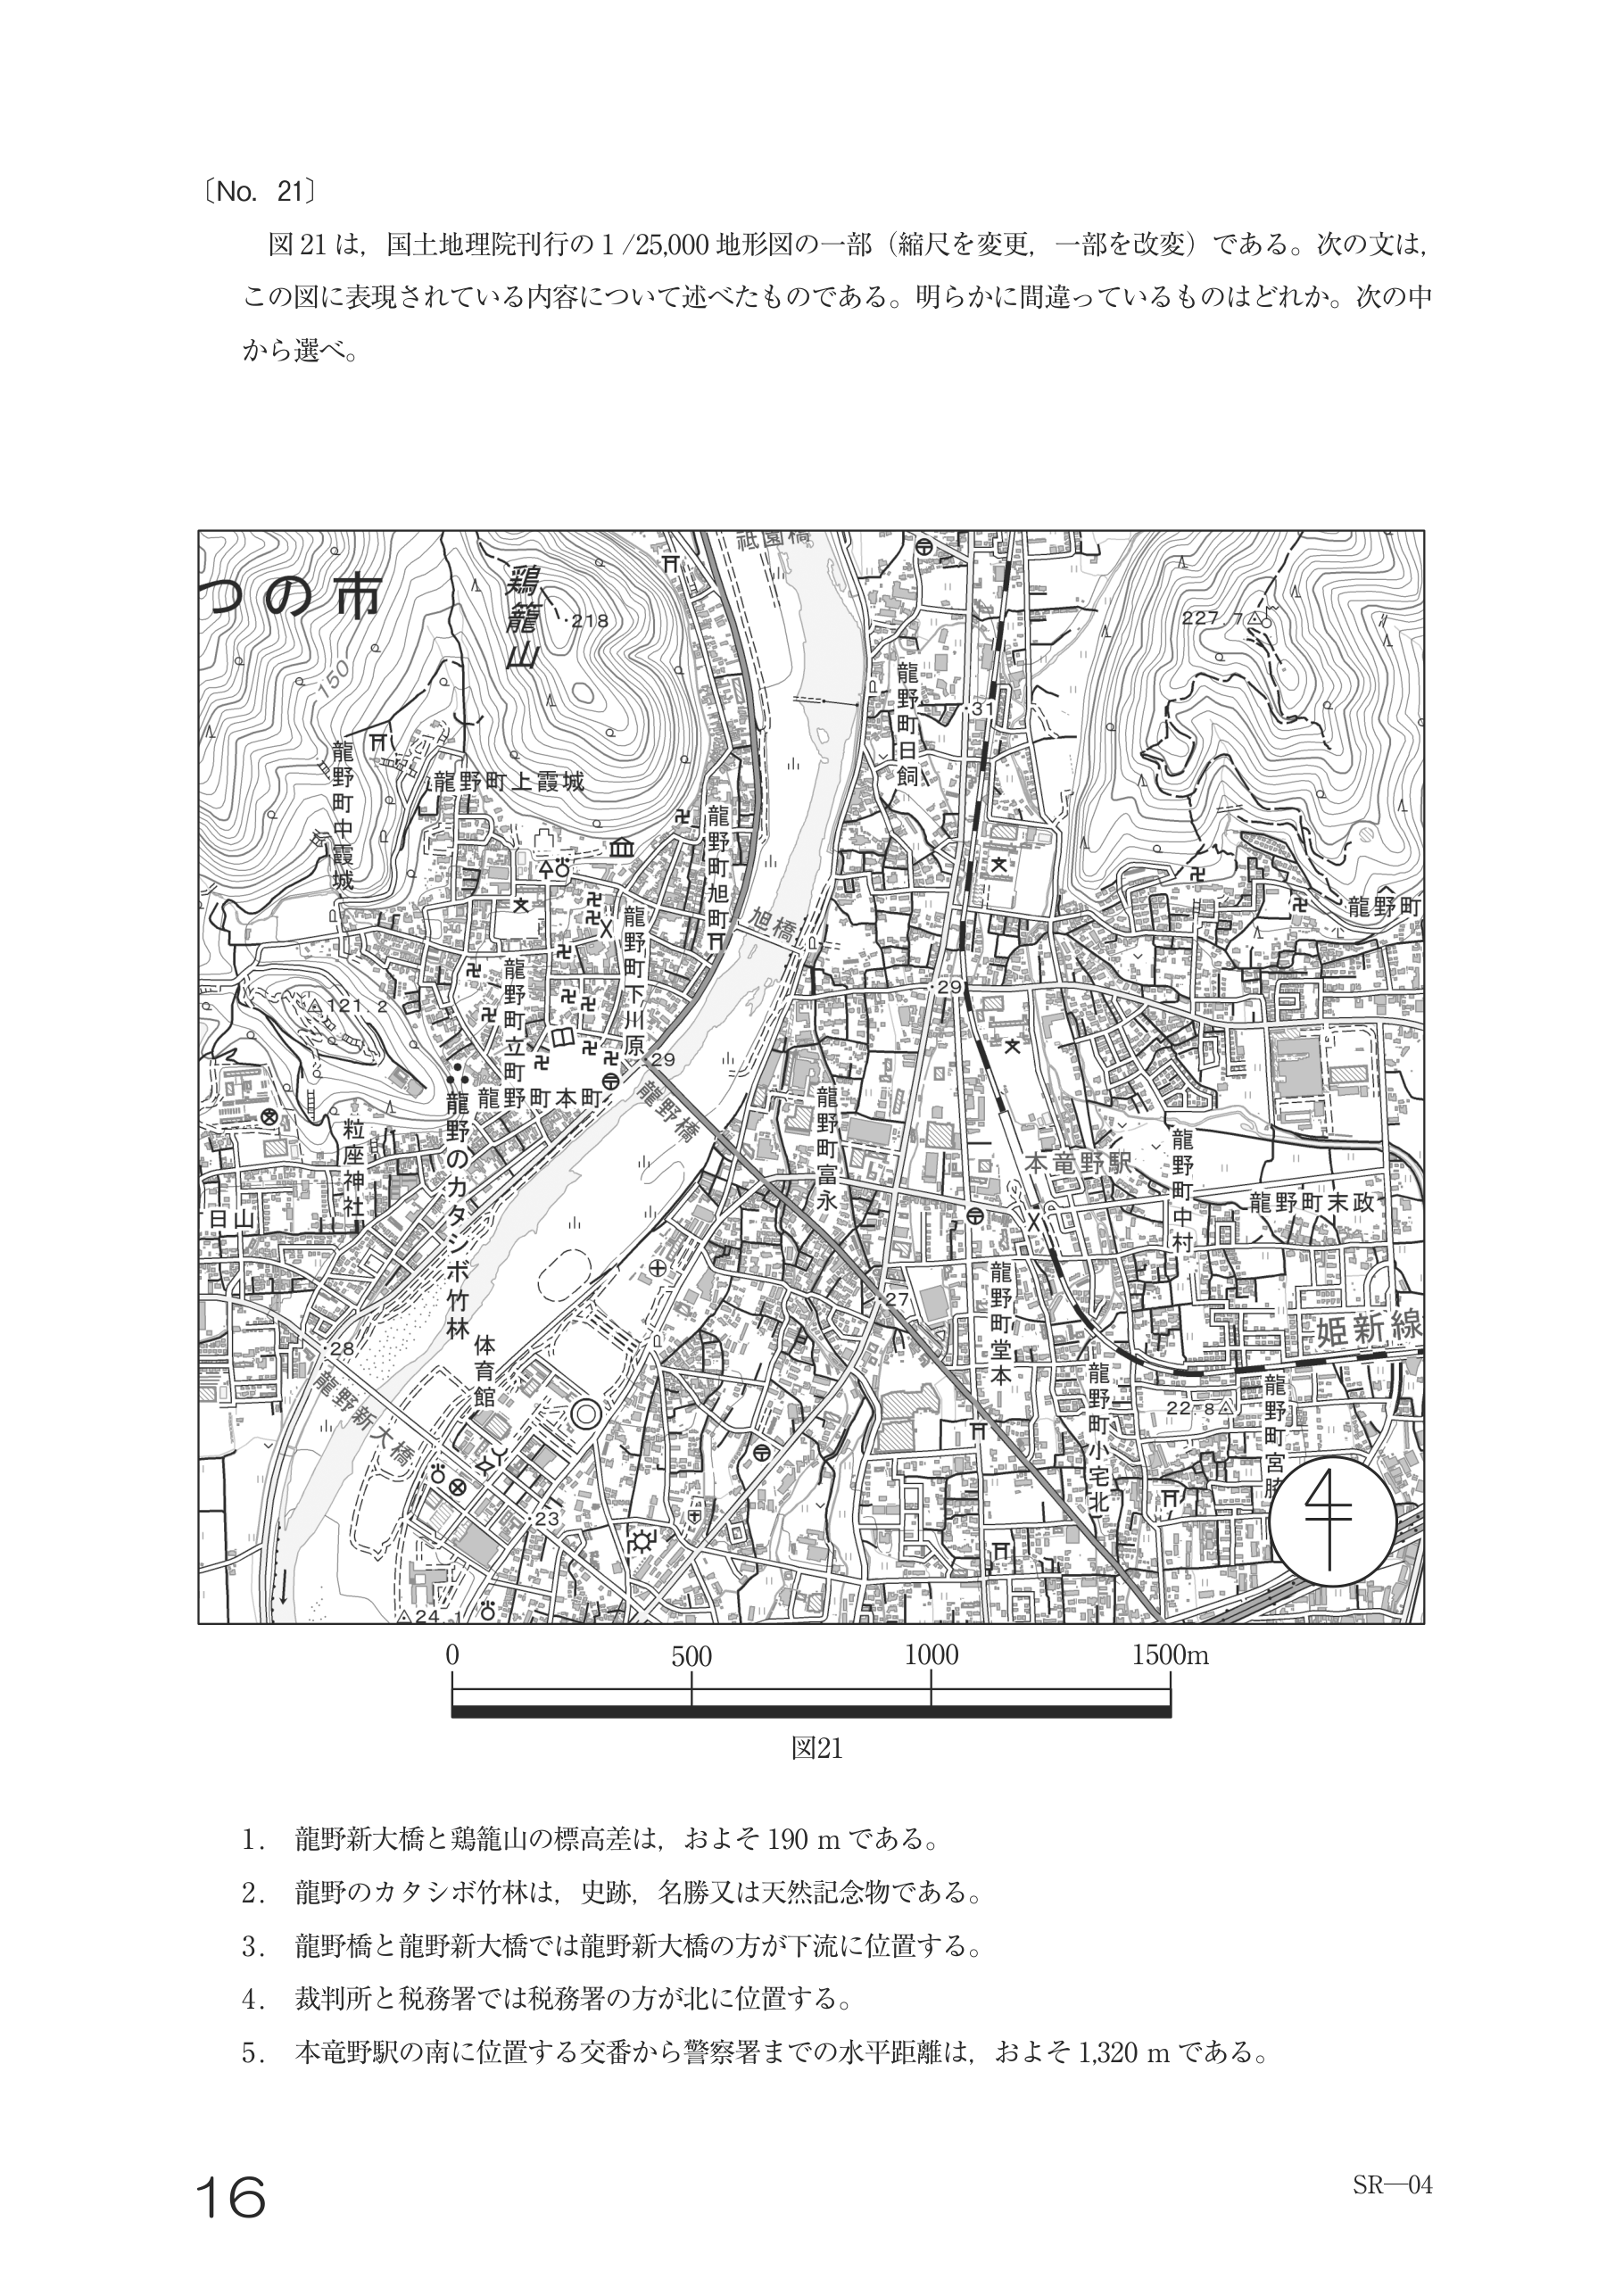 〔No. 21〕
図 21 は，国土地理院刊行の 1 /25,000 地形図の一部（縮尺を変更，一部を改変）である。次の文は，
この図に表現されている内容について述べたものである。明らかに間違っているものはどれか。次の中
から選べ。
祇園橋
つの市
鶏籠山
218
227.7
150
龍野町日飼
31
龍野町中霞城
龍野町上霞城
龍野町旭町
旭橋
龍野町
龍野町下川原
龍野町立町
121.2
29
29
龍野橋
龍野町本町
龍野のカタシボ竹林
粒座神社
日山
龍野町富永
本竜野駅
龍野町中村
龍野町末政
27
龍野町堂本
姫新線
28
龍野新大橋
体育館
龍野町小宅北
22.8
龍野町宮脇
23
24.1
0 500 1000 1500m
図21
1． 龍野新大橋と鶏籠山の標高差は，およそ 190 m である。
2． 龍野のカタシボ竹林は，史跡，名勝又は天然記念物である。
3． 龍野橋と龍野新大橋では龍野新大橋の方が下流に位置する。
4． 裁判所と税務署では税務署の方が北に位置する。
5． 本竜野駅の南に位置する交番から警察署までの水平距離は，およそ 1,320 m である。
16
SR―04